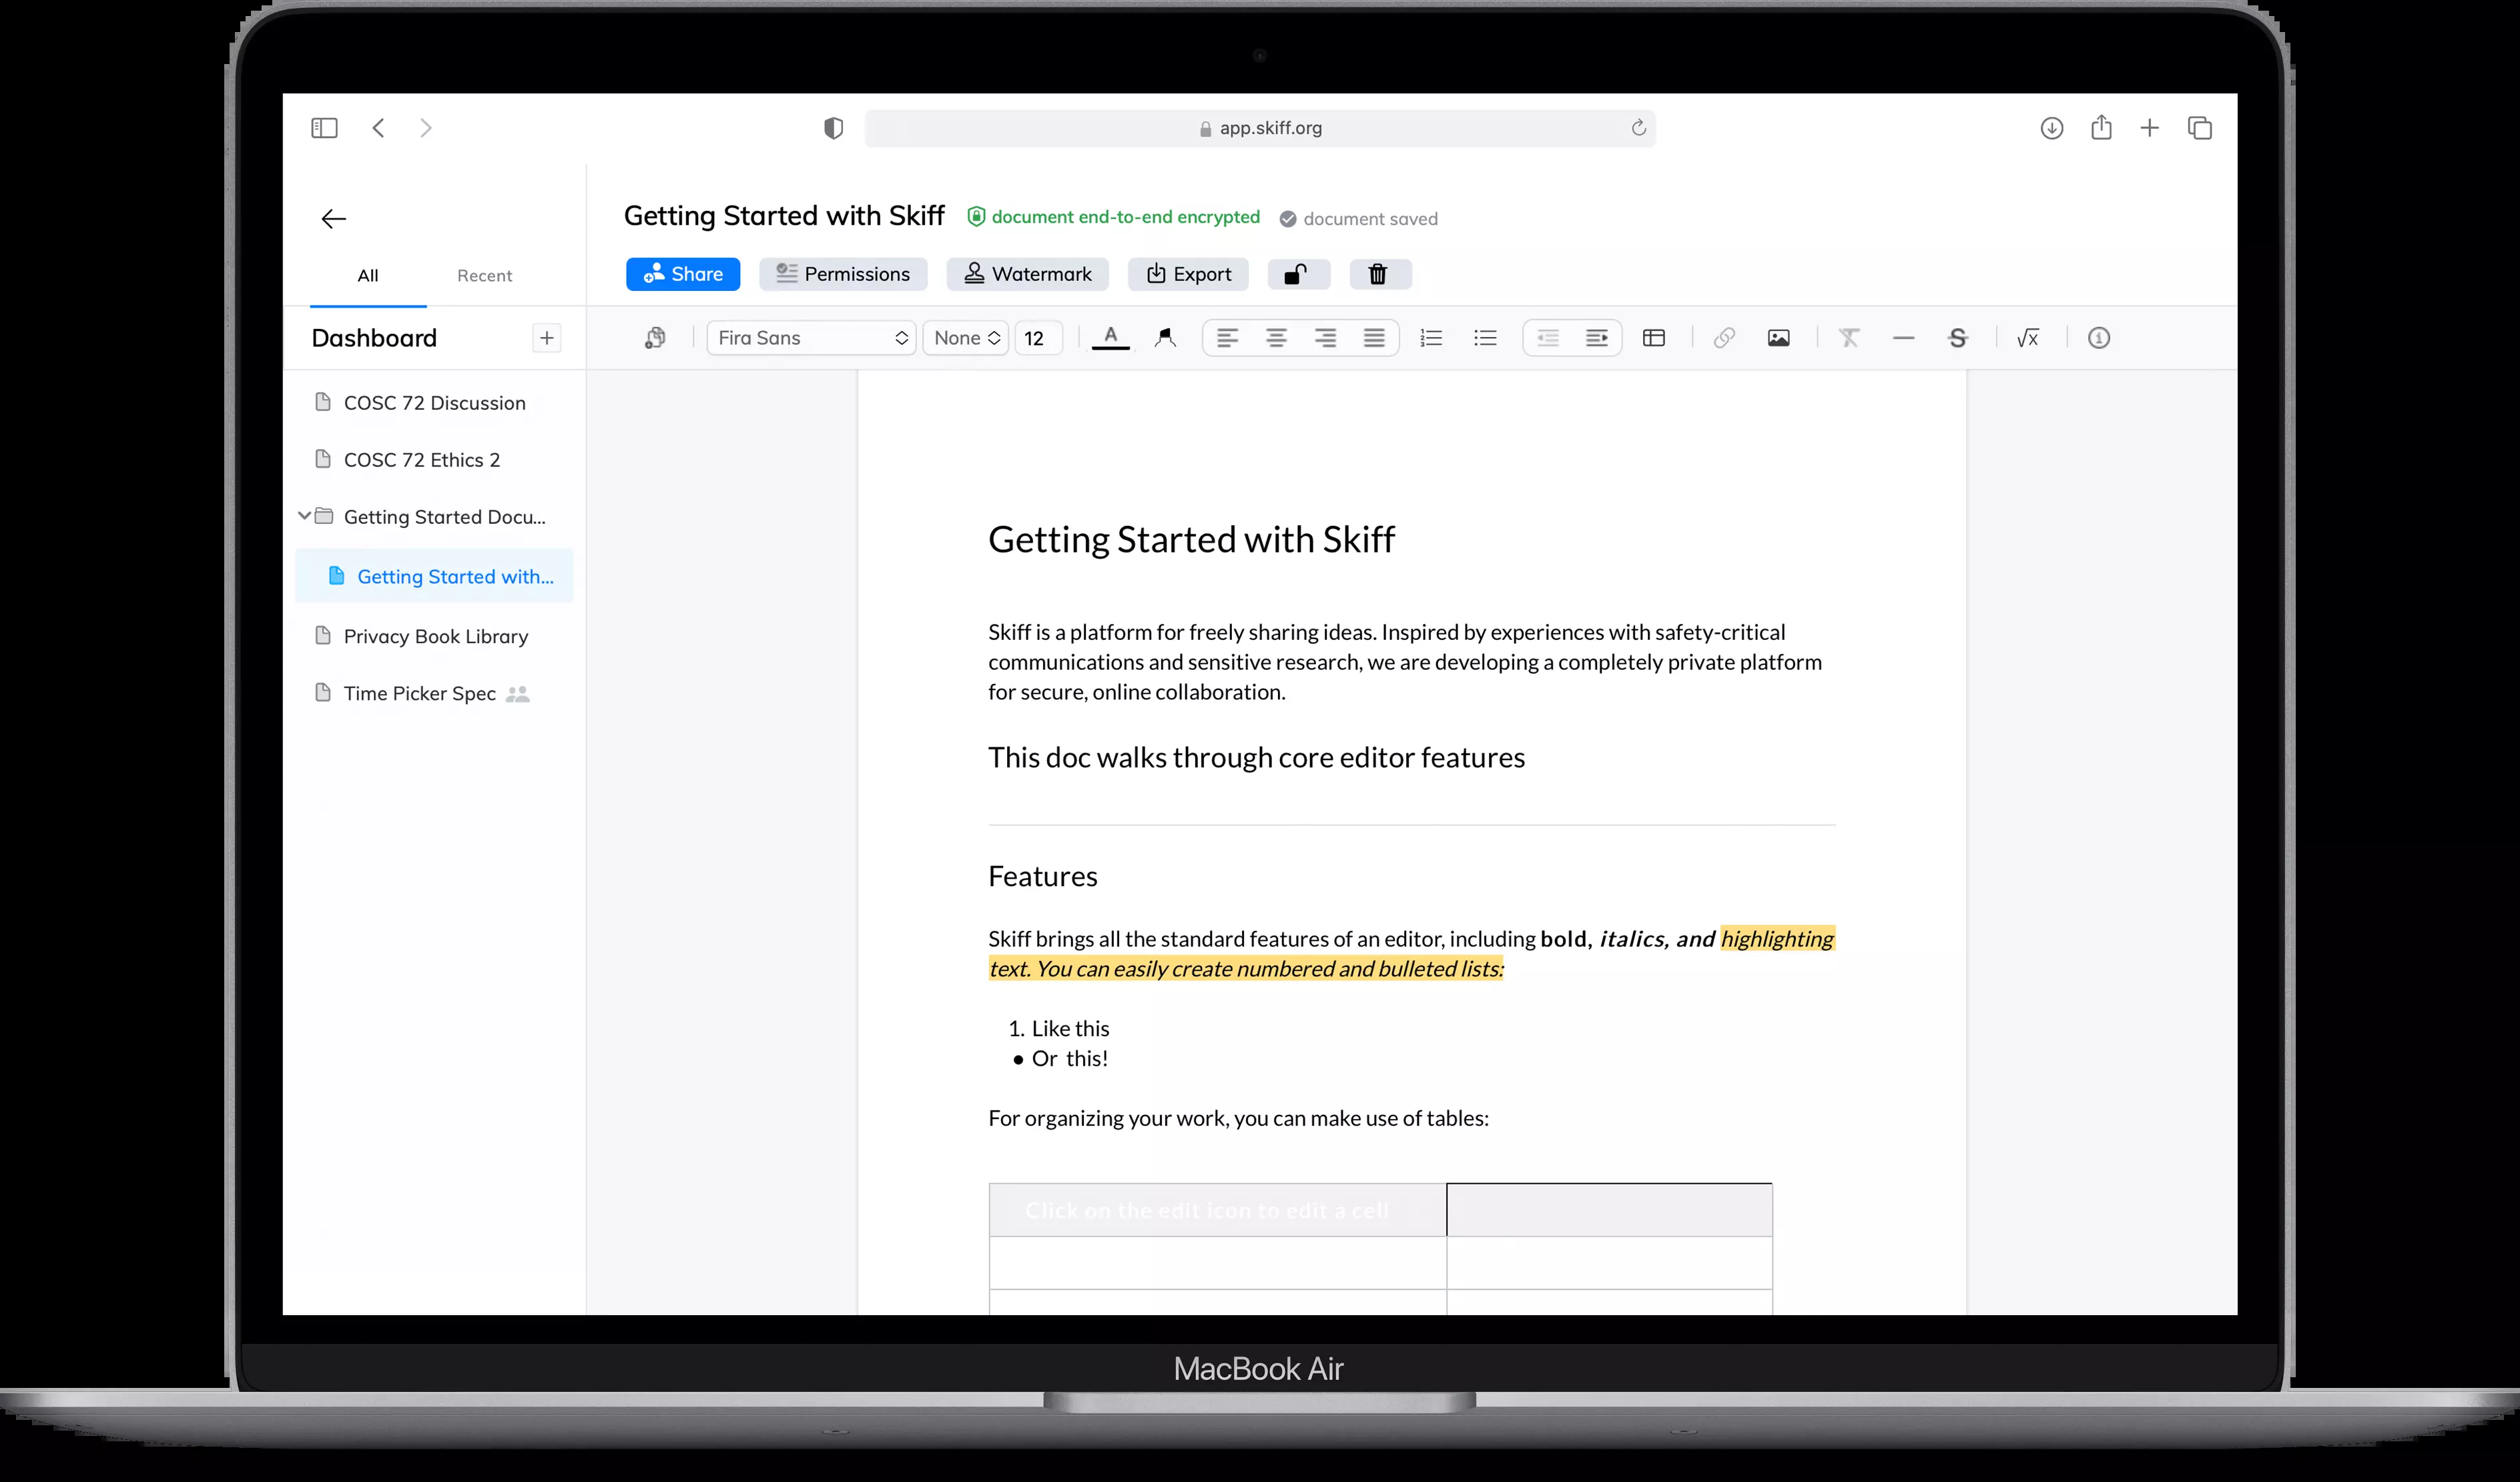 app.skiff.org
Getting Started with Skiff document end-to-end encrypted document saved
All Recent
Share Permissions Watermark Export
Dashboard +
Fira Sans None 12
COSC 72 Discussion
COSC 72 Ethics 2
Getting Started Docu...
Getting Started with...
Privacy Book Library
Time Picker Spec
Getting Started with Skiff
Skiff is a platform for freely sharing ideas. Inspired by experiences with safety-critical
communications and sensitive research, we are developing a completely private platform
for secure, online collaboration.
This doc walks through core editor features
Features
Skiff brings all the standard features of an editor, including bold, italics, and highlighting
text. You can easily create numbered and bulleted lists:
1. Like this
● Or this!
For organizing your work, you can make use of tables:
Click on the edit icon to edit a cell
MacBook Air